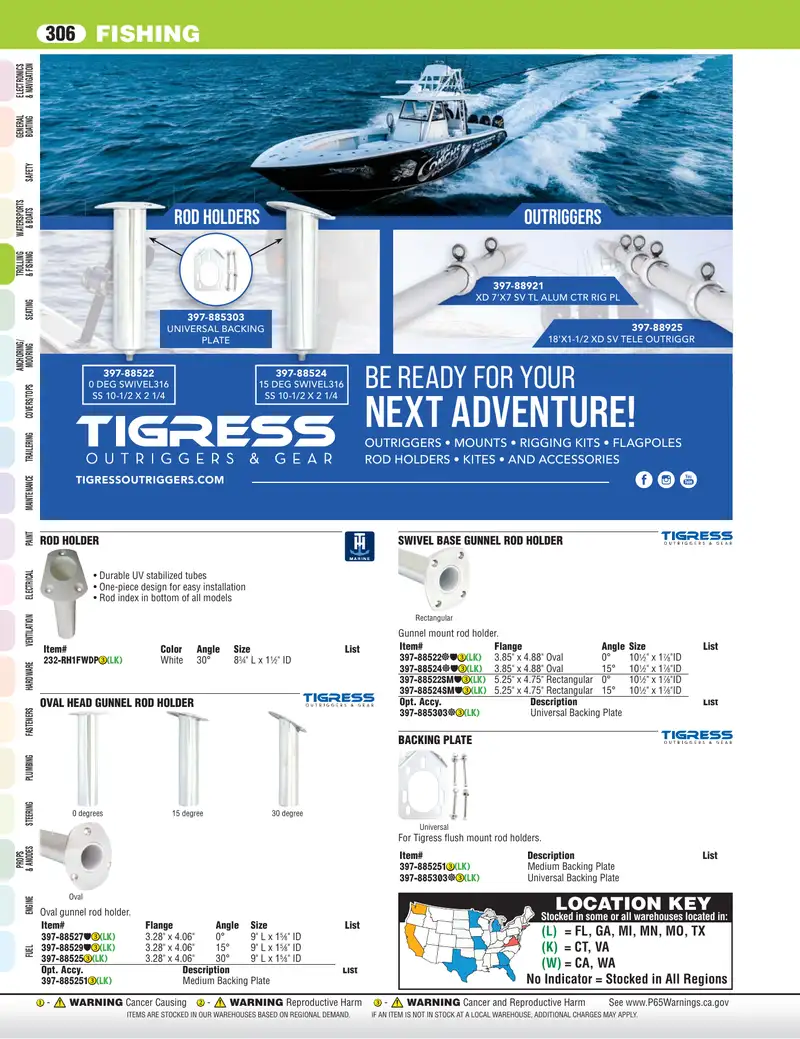 306 FISHING
ELECTRONICS & NAVIGATION
GENERAL BOATING
SAFETY
WATERSPORTS & BOATS
TROLLING & FISHING
SEATING
ANCHORING/ MOORING
COVERS/TOPS
TRAILERING
MAINTENANCE
PAINT
ELECTRICAL
VENTILATION
HARDWARE
FASTENERS
PLUMBING
STEERING
PROPS & ANODES
ENGINE
FUEL
ROD HOLDERS
OUTRIGGERS
397-885303
UNIVERSAL BACKING
PLATE
397-88921
XD 7'X7 SV TL ALUM CTR RIG PL
397-88925
18'X1-1/2 XD SV TELE OUTRIGGR
397-88522
0 DEG SWIVEL316
SS 10-1/2 X 2 1/4
397-88524
15 DEG SWIVEL316
SS 10-1/2 X 2 1/4
TIGRESS
OUTRIGGERS & GEAR
TIGRESSOUTRIGGERS.COM
BE READY FOR YOUR
NEXT ADVENTURE!
OUTRIGGERS • MOUNTS • RIGGING KITS • FLAGPOLES
ROD HOLDERS • KITES • AND ACCESSORIES
ROD HOLDER
MARINE
• Durable UV stabilized tubes
• One-piece design for easy installation
• Rod index in bottom of all models
Item# Color Angle Size List
232-RH1FWDP 3 (LK) White 30° 8¾" L x 1½" ID
OVAL HEAD GUNNEL ROD HOLDER
TIGRESS
OUTRIGGERS & GEAR
0 degrees 15 degree 30 degree
Oval
Oval gunnel rod holder.
Item# Flange Angle Size List
397-88527 3 (LK) 3.28" x 4.06" 0° 9" L x 1⅝" ID
397-88529 3 (LK) 3.28" x 4.06" 15° 9" L x 1⅝" ID
397-88525 3 (LK) 3.28" x 4.06" 30° 9" L x 1⅝" ID
Opt. Accy. Description List
397-885251 3 (LK) Medium Backing Plate
SWIVEL BASE GUNNEL ROD HOLDER
TIGRESS
OUTRIGGERS & GEAR
Rectangular
Gunnel mount rod holder.
Item# Flange Angle Size List
397-88522 3 (LK) 3.85" x 4.88" Oval 0° 10½" x 1⅞"ID
397-88524 3 (LK) 3.85" x 4.88" Oval 15° 10½" x 1⅞"ID
397-88522SM 3 (LK) 5.25" x 4.75" Rectangular 0° 10½" x 1⅞"ID
397-88524SM 3 (LK) 5.25" x 4.75" Rectangular 15° 10½" x 1⅞"ID
Opt. Accy. Description List
397-885303 3 (LK) Universal Backing Plate
BACKING PLATE
TIGRESS
OUTRIGGERS & GEAR
Universal
For Tigress flush mount rod holders.
Item# Description List
397-885251 3 (LK) Medium Backing Plate
397-885303 3 (LK) Universal Backing Plate
LOCATION KEY
Stocked in some or all warehouses located in:
(L) = FL, GA, MI, MN, MO, TX
(K) = CT, VA
(W) = CA, WA
No Indicator = Stocked in All Regions
1 - WARNING Cancer Causing 2 - WARNING Reproductive Harm 3 - WARNING Cancer and Reproductive Harm See www.P65Warnings.ca.gov
ITEMS ARE STOCKED IN OUR WAREHOUSES BASED ON REGIONAL DEMAND. IF AN ITEM IS NOT IN STOCK AT A LOCAL WAREHOUSE, ADDITIONAL CHARGES MAY APPLY.